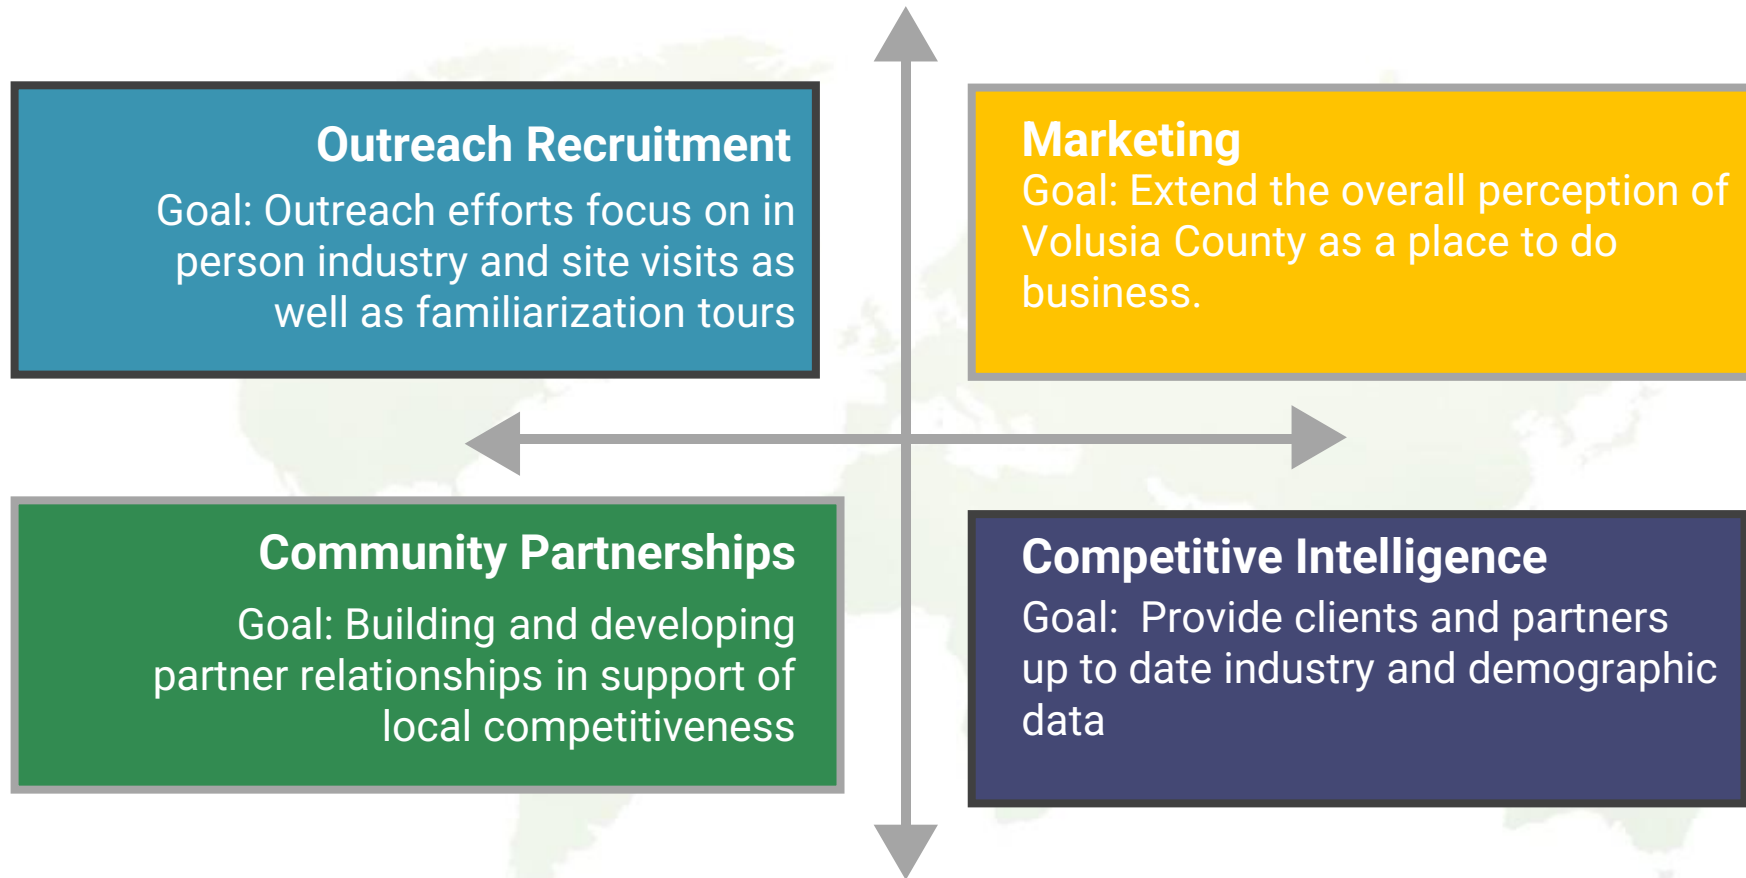 Outreach Recruitment
Goal: Outreach efforts focus on in
person industry and site visits as
well as familiarization tours
Marketing
Goal: Extend the overall perception of
Volusia County as a place to do
business.
Community Partnerships
Goal: Building and developing
partner relationships in support of
local competitiveness
Competitive Intelligence
Goal:  Provide clients and partners
up to date industry and demographic
data